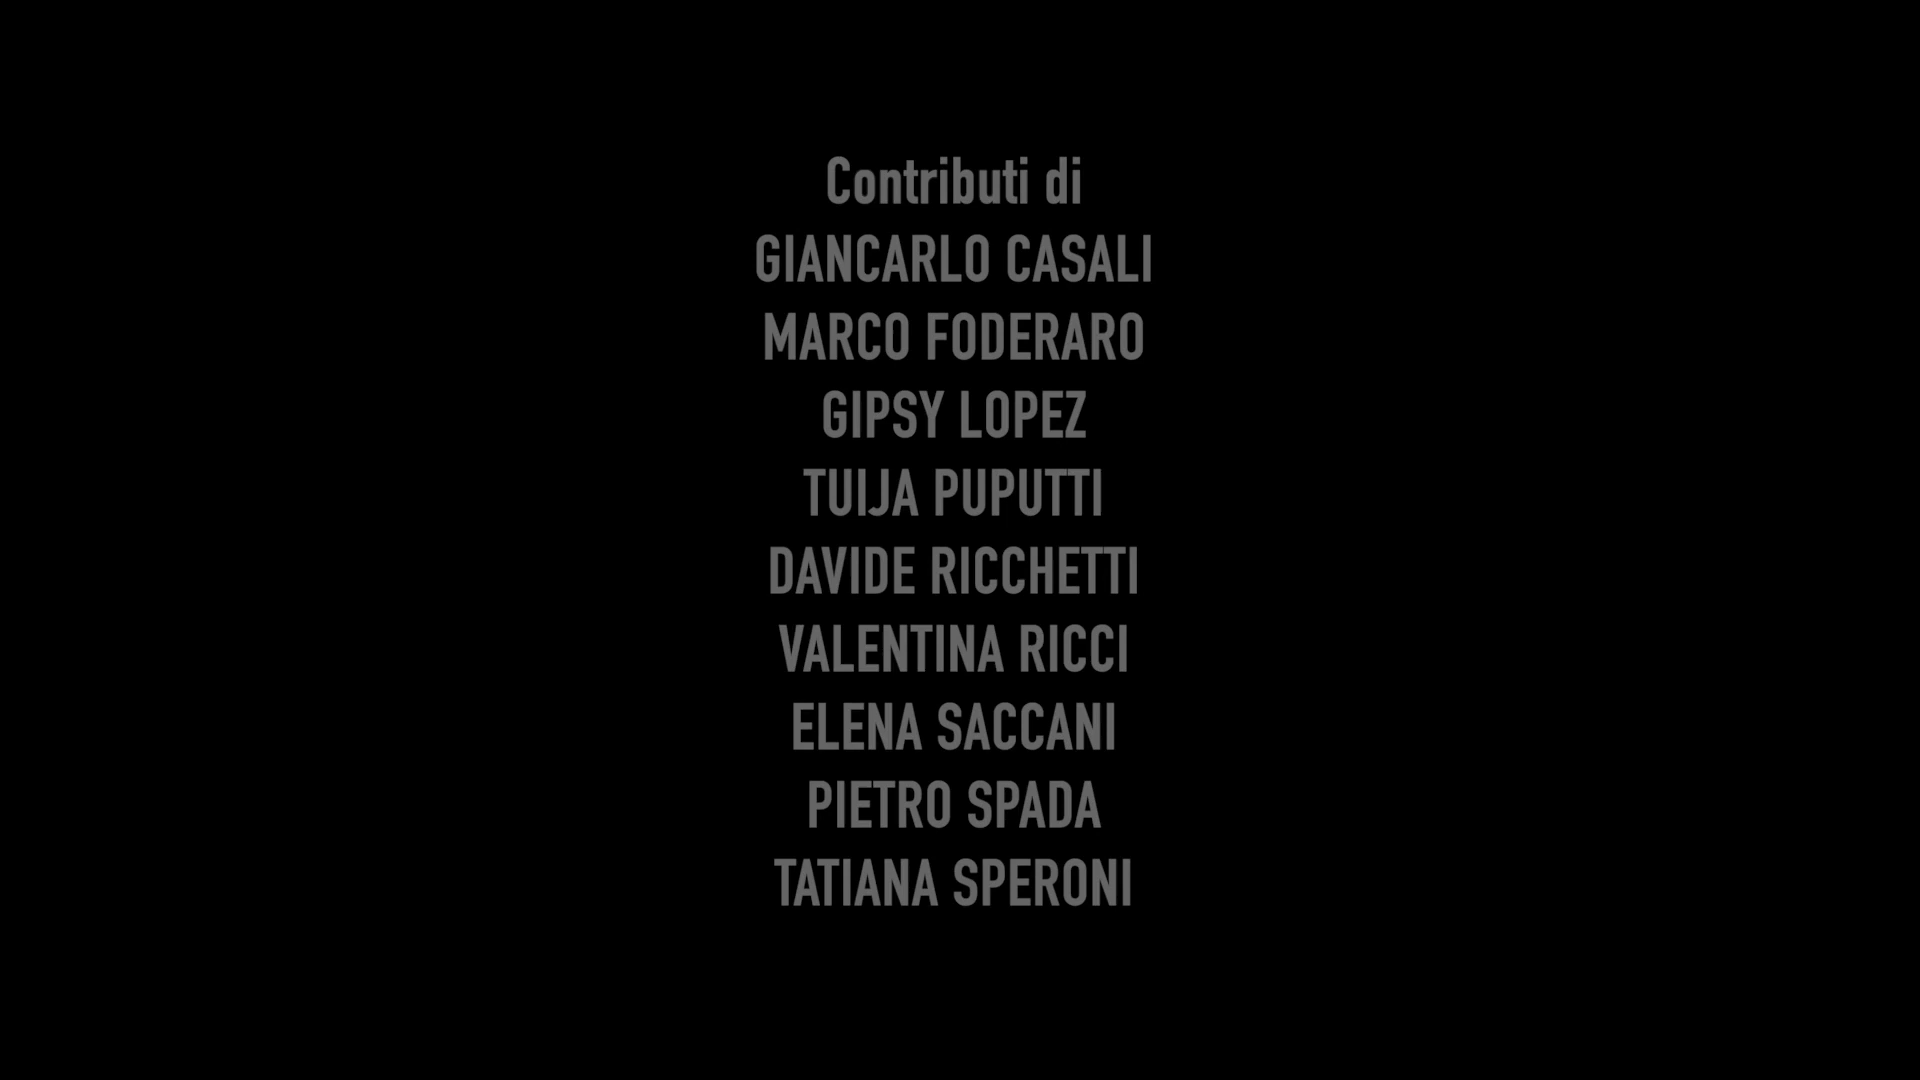 Contributi di
GIANCARLO CASALI
MARCO FODERARO
GIPSY LOPEZ
TUIJA PUPUTTI
DAVIDE RICCHETTI
VALENTINA RICCI
ELENA SACCANI
PIETRO SPADA
TATIANA SPERONI